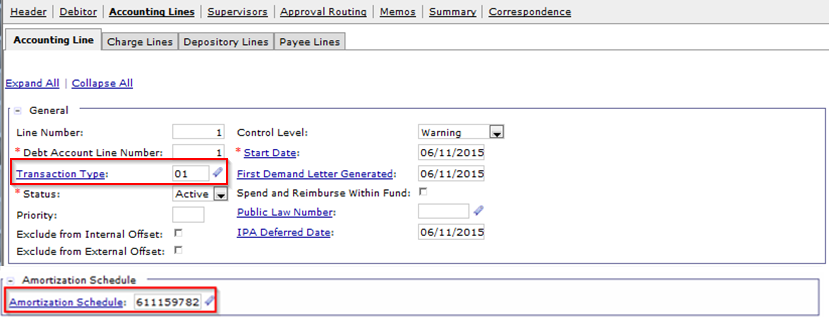 Header Debitor Accounting Lines Supervisors Approval Routing Memos Summary Correspondence
Accounting Line Charge Lines Depository Lines Payee Lines
Expand All | Collapse All
General
Line Number: 1 Control Level: Warning
* Debt Account Line Number: 1 * Start Date: 06/11/2015
Transaction Type: 01 First Demand Letter Generated: 06/11/2015
* Status: Active Spend and Reimburse Within Fund:
Priority: Public Law Number:
Exclude from Internal Offset: IPA Deferred Date: 06/11/2015
Exclude from External Offset:
Amortization Schedule
Amortization Schedule: 611159782